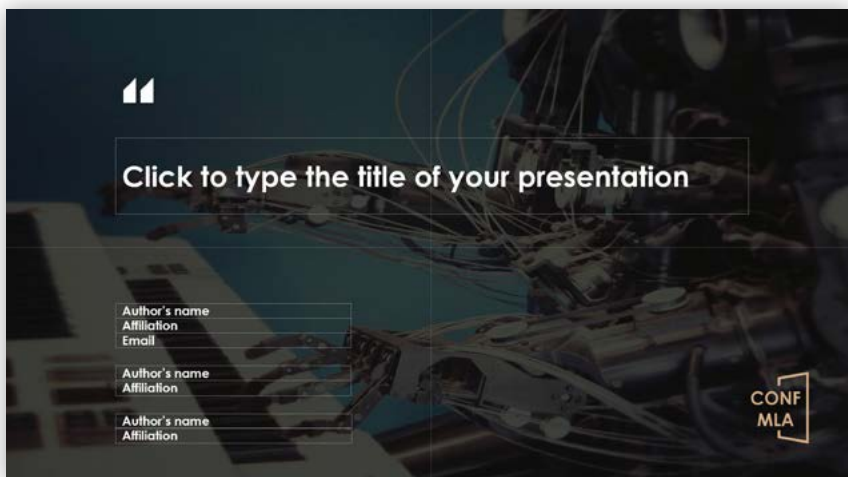 Click to type the title of your presentation
Author's name
Affiliation
Email
Author's name
Affiliation
Author's name
Affiliation
CONF
MLA